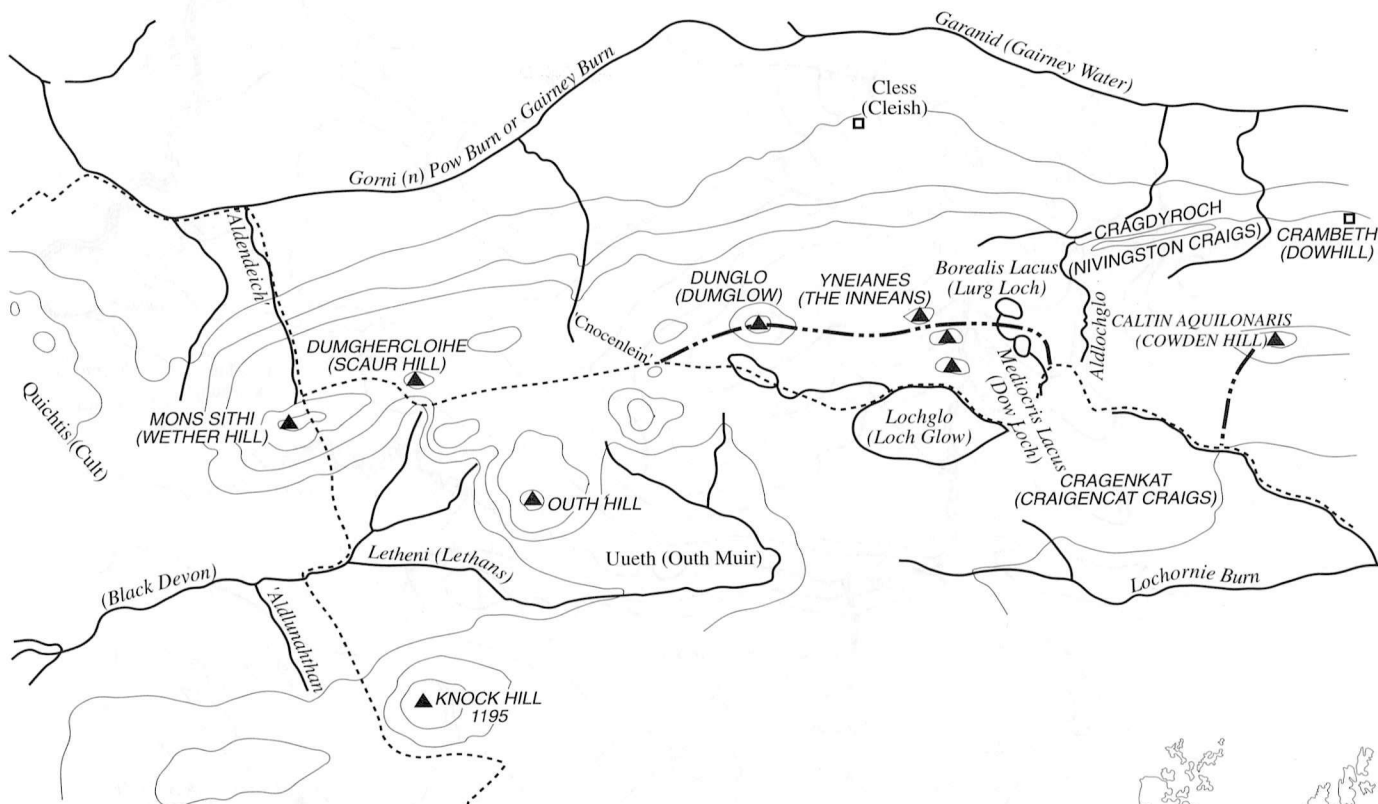 Garanid (Gairney Water)
Cless
(Cleish)
Gorni (n) Pow Burn or Gairney Burn
'Aldendeich'
CRAGDYROCH
(NIVINGSTON CRAIGS)
CRAMBETH
(DOWHILL)
DUNGLO
(DUMGLOW)
YNEIANES
(THE INNEANS)
Borealis Lacus
(Lurg Loch)
'Cnocenlein'
Aldlochglo
CALTIN AQUILONARIS
(COWDEN HILL)
DUMGHERCLOIHE
(SCAUR HILL)
Mediocris Lacus
(Dow Loch)
Quichtis (Cult)
MONS SITHI
(WETHER HILL)
Lochglo
(Loch Glow)
CRAGENKAT
(CRAIGENCAT CRAIGS)
OUTH HILL
Letheni (Lethans)
Uueth (Outh Muir)
(Black Devon)
'Aldlunahthan
Lochornie Burn
KNOCK HILL
1195